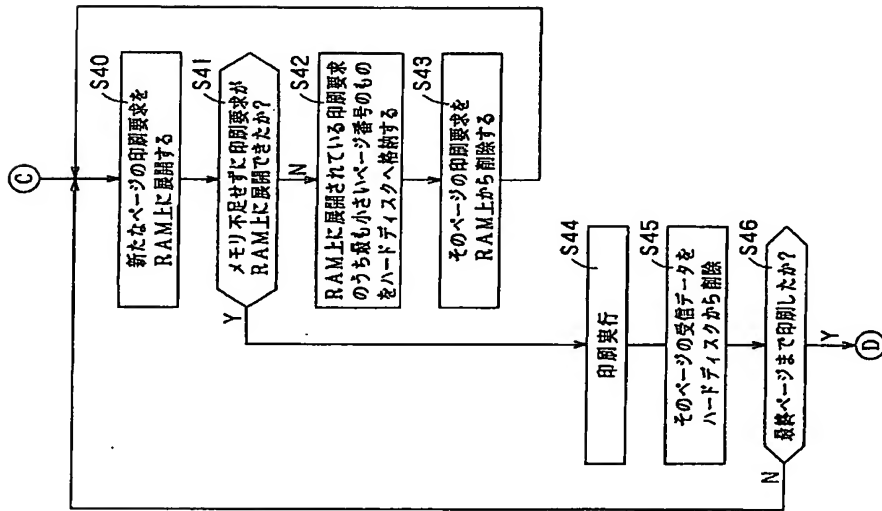 C
S40
新たなページの印刷要求を
RAM上に展開する
S41
メモリ不足せずに印刷要求が
RAM上に展開できたか?
N
Y
S42
RAM上に展開されている印刷要求
のうち最も小さいページ番号のもの
をハードディスクへ格納する
S43
そのページの印刷要求を
RAM上から削除する
S44
印刷実行
S45
そのページの受信データを
ハードディスクから削除
S46
最終ページまで印刷したか?
N
Y
D